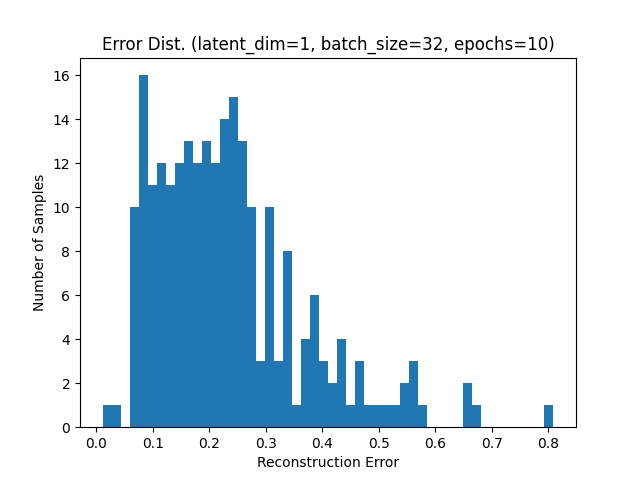 Error Dist. (latent_dim=1, batch_size=32, epochs=10)
16
14
12
10
8
6
4
2
0
Number of Samples
0.0 0.1 0.2 0.3 0.4 0.5 0.6 0.7 0.8
Reconstruction Error